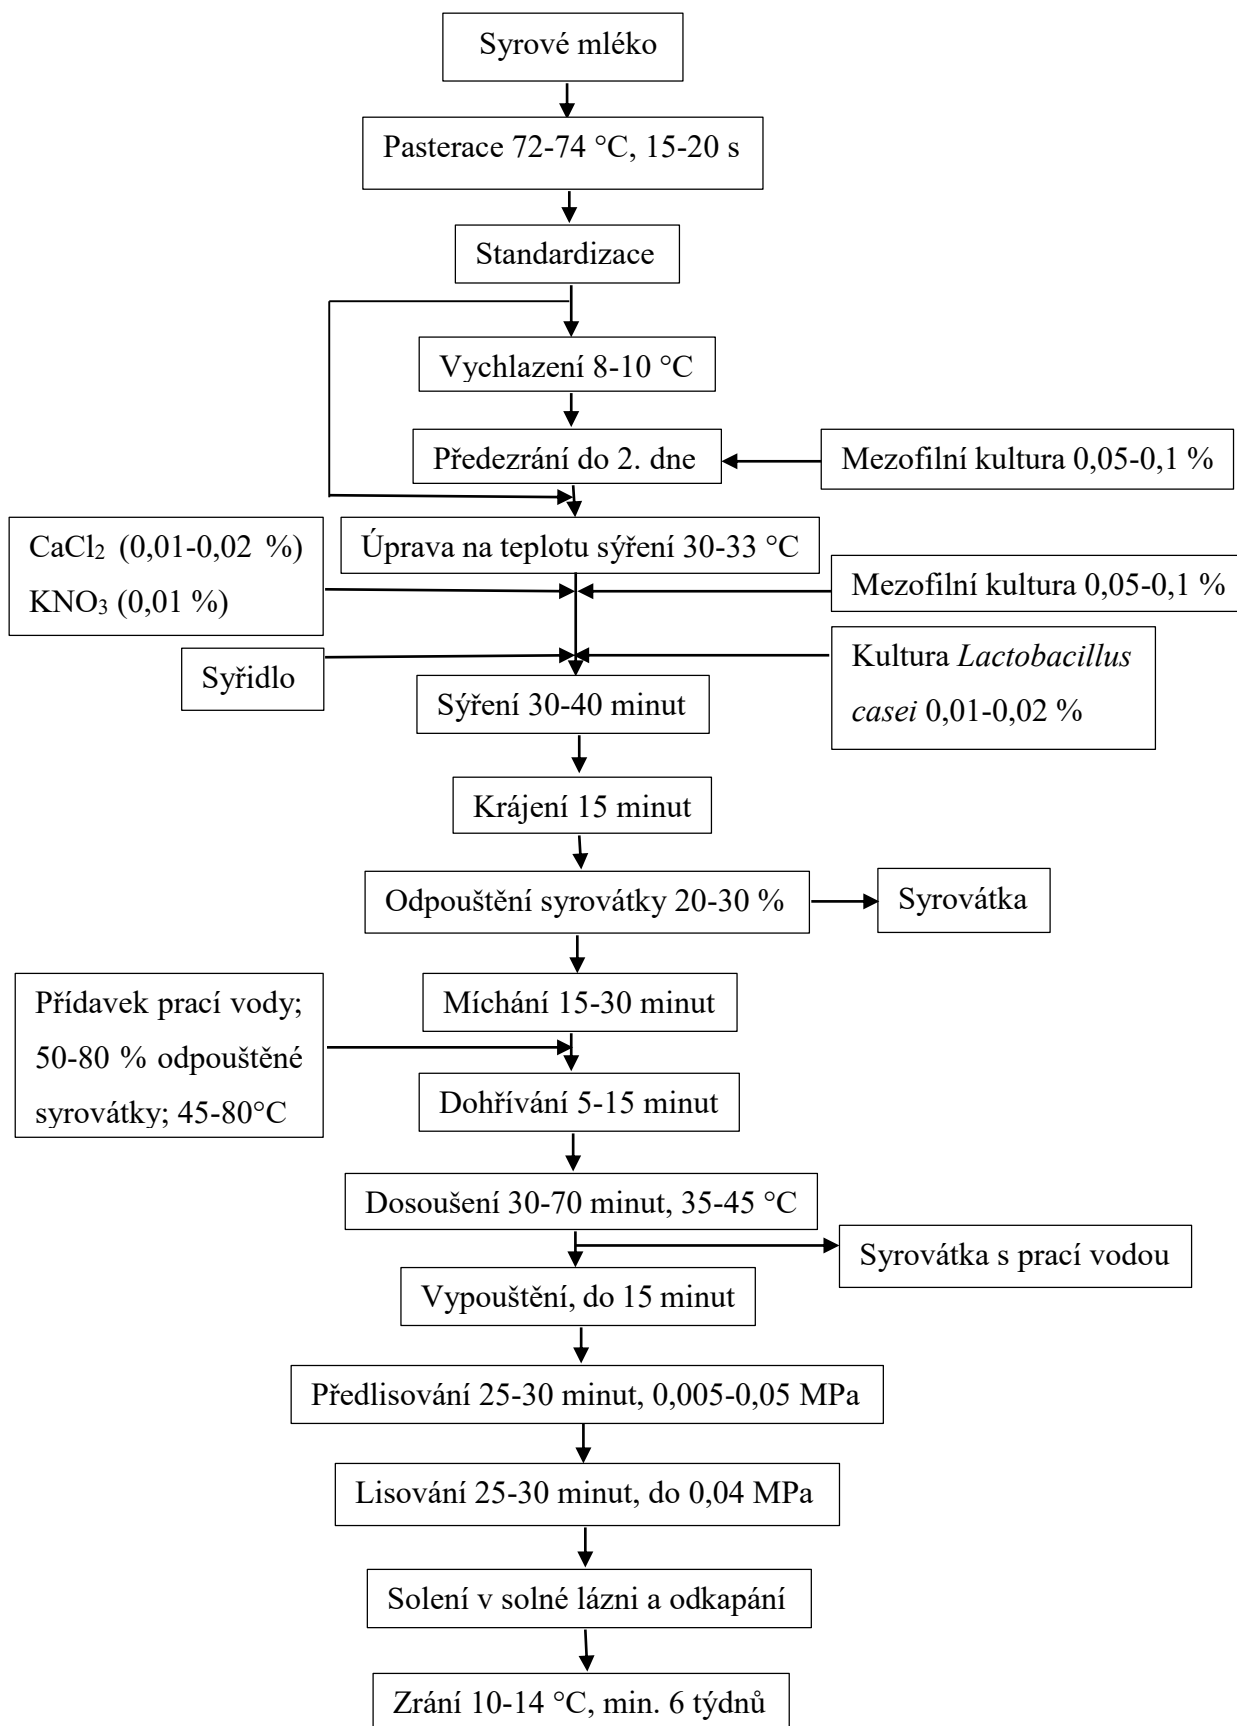 Syrové mléko
Pasterace 72-74 °C, 15-20 s
Standardizace
Vychlazení 8-10 °C
Předezrání do 2. dne
Mezofilní kultura 0,05-0,1 %
CaCl₂ (0,01-0,02 %)
KNO₃ (0,01 %)
Úprava na teplotu sýření 30-33 °C
Mezofilní kultura 0,05-0,1 %
Syřidlo
Kultura Lactobacillus
casei 0,01-0,02 %
Sýření 30-40 minut
Krájení 15 minut
Odpouštění syrovátky 20-30 %
Syrovátka
Míchání 15-30 minut
Přídavek prací vody;
50-80 % odpouštěné
syrovátky; 45-80°C
Dohřívání 5-15 minut
Dosoušení 30-70 minut, 35-45 °C
Syrovátka s prací vodou
Vypouštění, do 15 minut
Předlisování 25-30 minut, 0,005-0,05 MPa
Lisování 25-30 minut, do 0,04 MPa
Solení v solné lázni a odkapání
Zrání 10-14 °C, min. 6 týdnů